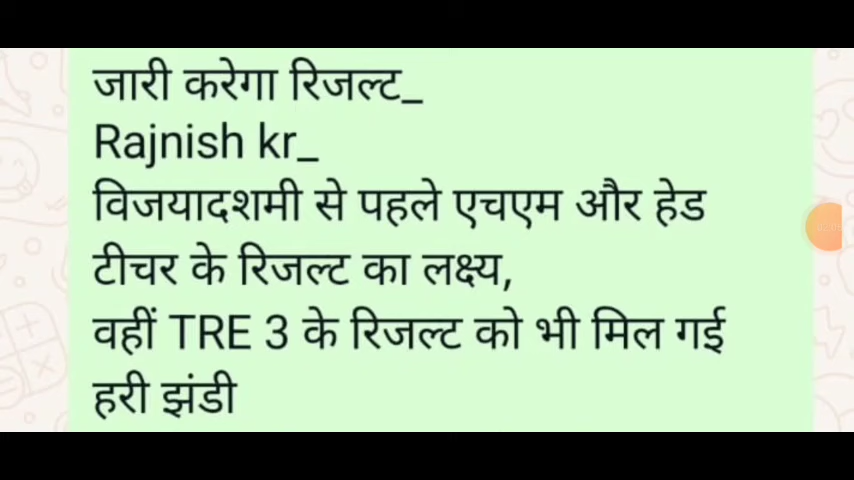 जारी करेगा रिजल्ट_
Rajnish kr_
विजयादशमी से पहले एचएम और हेड
टीचर के रिजल्ट का लक्ष्य,
वहीं TRE 3 के रिजल्ट को भी मिल गई
हरी झंडी